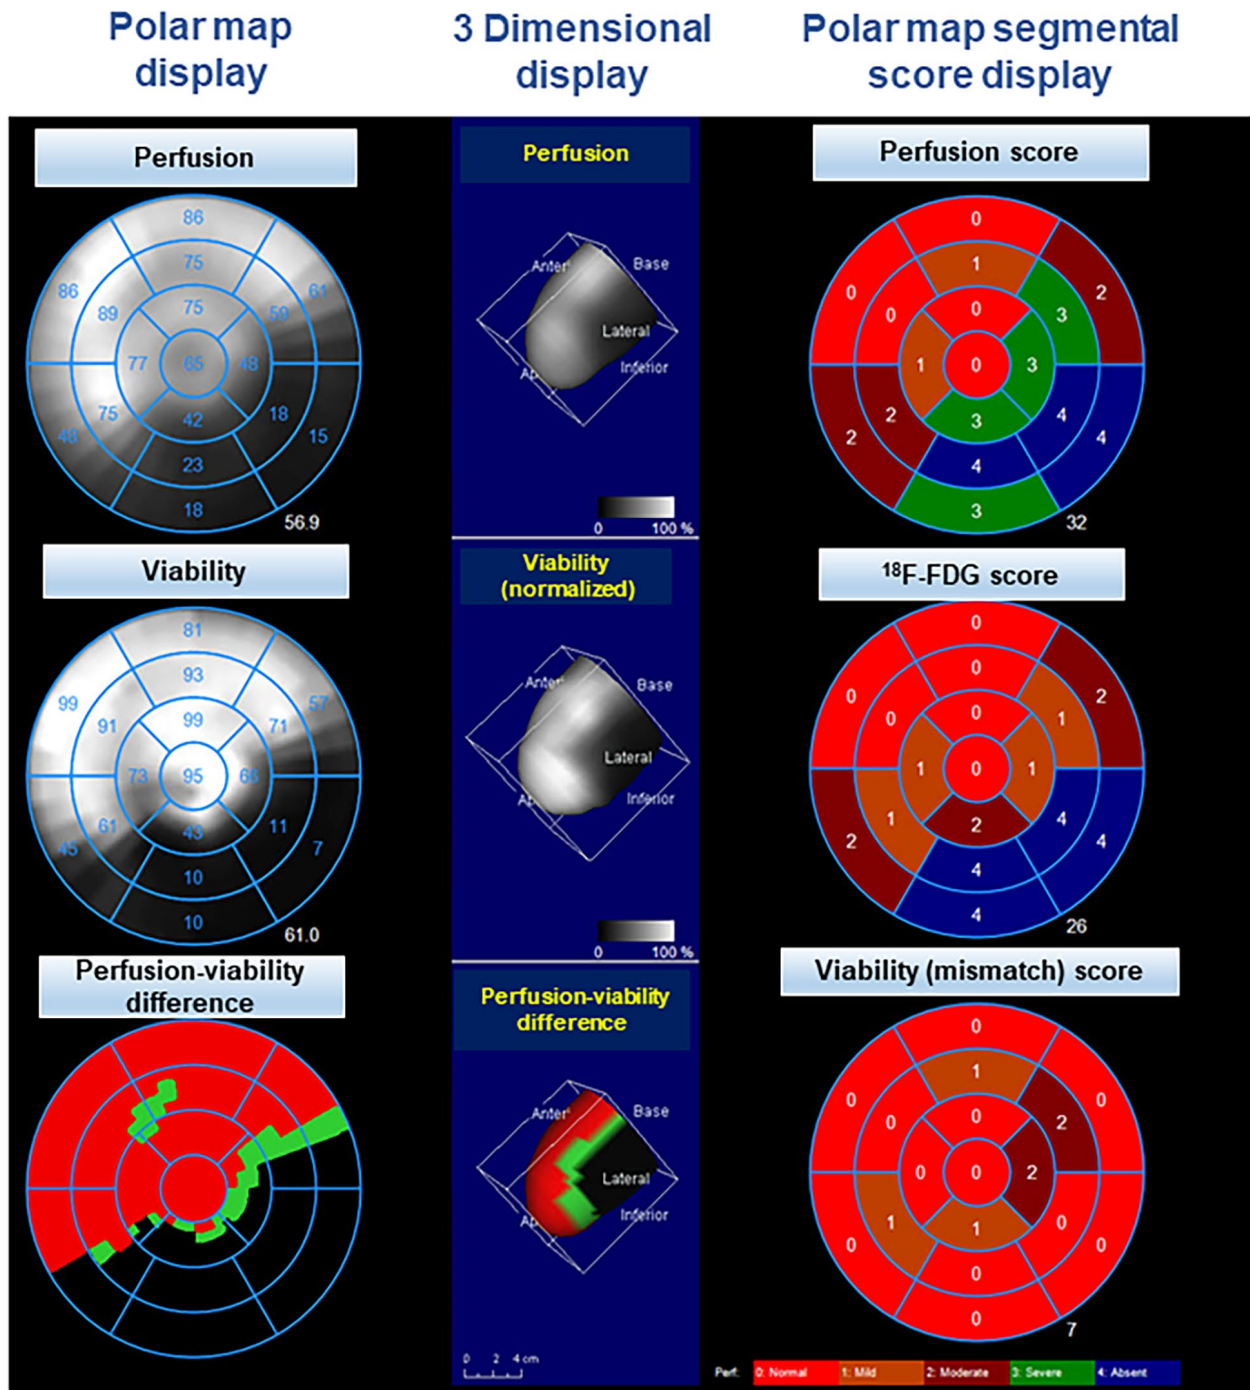 Polar map
display
3 Dimensional
display
Polar map segmental
score display
Perfusion
86
75
86
61
89
75
59
77
65
48
75
42
18
48
15
23
18
56.9
Perfusion
Anter
Base
Lateral
Ap
Inferior
0 100 %
Perfusion score
0
1
0
2
0
0
3
1
0
3
2
3
4
2
4
4
3
32
Viability
81
93
99
57
91
99
71
73
95
66
61
43
11
45
7
10
10
61.0
Viability
(normalized)
Anter
Base
Lateral
Ap
Inferior
0 100 %
18F-FDG score
0
0
0
2
0
0
1
1
0
1
1
2
4
2
4
4
4
26
Perfusion-viability
difference
Perfusion-viability
difference
Anter
Base
Lateral
Ap
Inferior
0 2 4 cm
Viability (mismatch) score
0
1
0
0
0
0
2
0
0
2
1
1
0
0
0
0
0
7
Perf: 0: Normal 1: Mild 2: Moderate 3: Severe 4: Absent